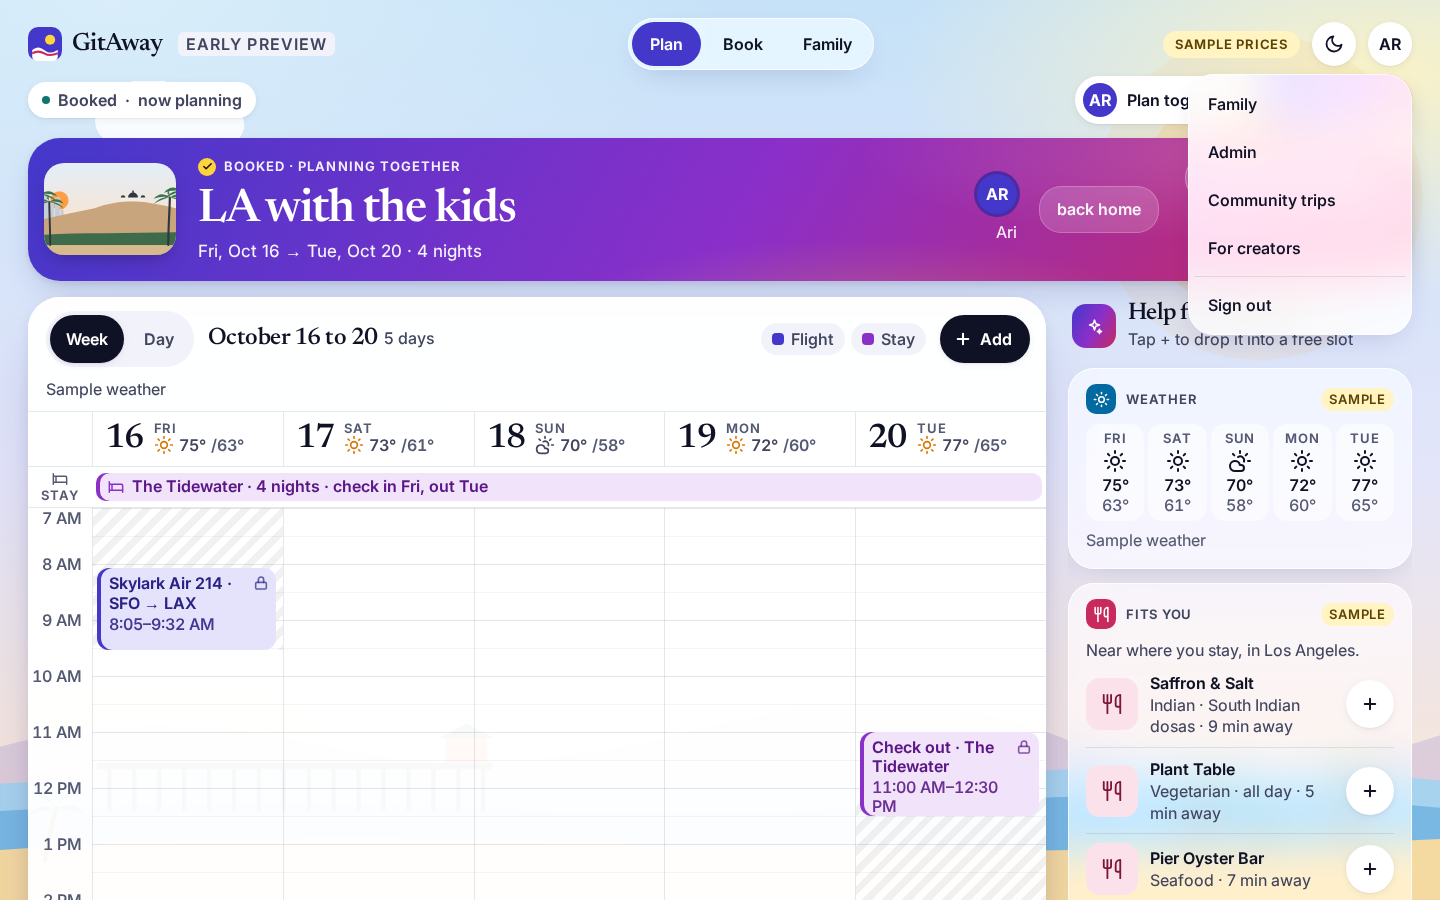 GitAway EARLY PREVIEW
Plan Book Family
SAMPLE PRICES AR
Booked · now planning
AR Plan tog
Family
Admin
Community trips
For creators
Sign out
BOOKED · PLANNING TOGETHER
LA with the kids
Fri, Oct 16 → Tue, Oct 20 · 4 nights
AR
Ari
back home
Week Day October 16 to 20 5 days Flight Stay + Add
Sample weather
16 FRI 75° /63°
17 SAT 73° /61°
18 SUN 70° /58°
19 MON 72° /60°
20 TUE 77° /65°
STAY
The Tidewater · 4 nights · check in Fri, out Tue
7 AM
8 AM
9 AM
10 AM
11 AM
12 PM
1 PM
2 PM
Skylark Air 214 ·
SFO → LAX
8:05–9:32 AM
Check out · The
Tidewater
11:00 AM–12:30
PM
Help f
Tap + to drop it into a free slot
WEATHER SAMPLE
FRI SAT SUN MON TUE
75° 73° 70° 72° 77°
63° 61° 58° 60° 65°
Sample weather
FITS YOU SAMPLE
Near where you stay, in Los Angeles.
Saffron & Salt
Indian · South Indian
dosas · 9 min away
Plant Table
Vegetarian · all day · 5
min away
Pier Oyster Bar
Seafood · 7 min away